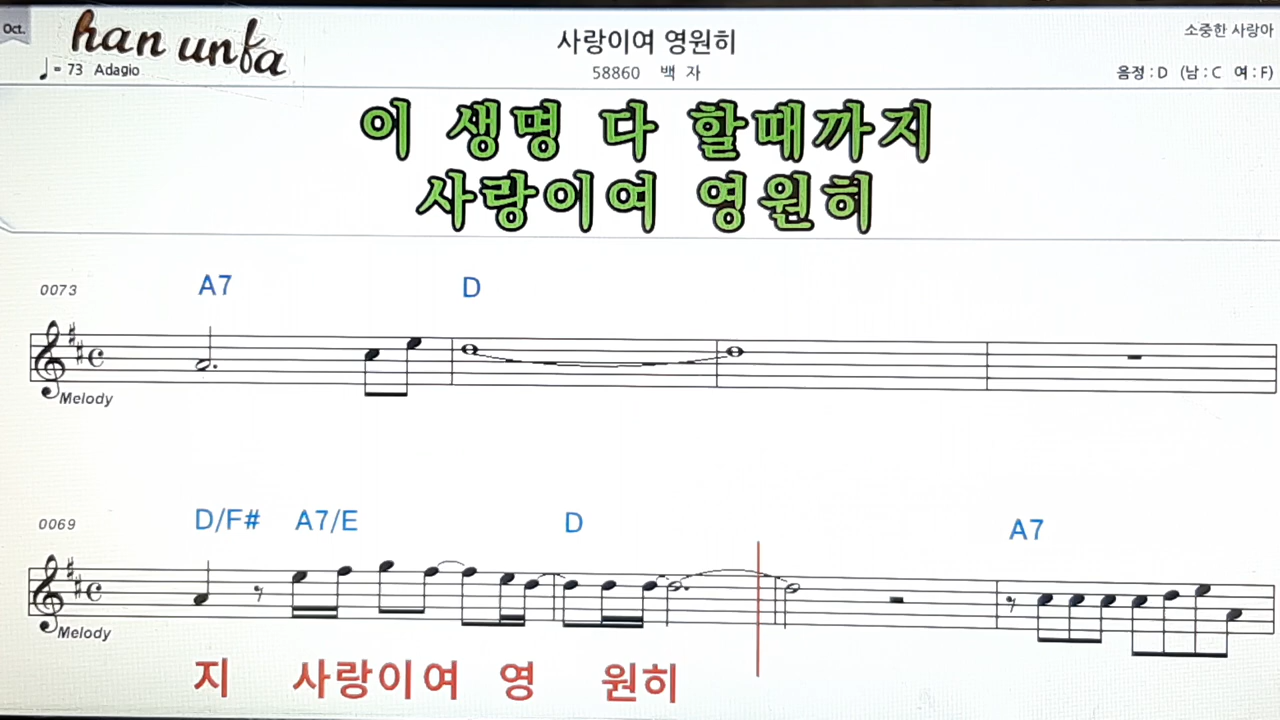 Oct.
han unfa
♩= 73 Adagio
사랑이여 영원히
58860 백 자
소중한 사랑아
음정 : D (남 : C 여 : F)
이 생명 다 할때까지
사랑이여 영원히
0073
A7 D
Melody
0069
D/F# A7/E D A7
Melody
지 사랑이여 영 원히